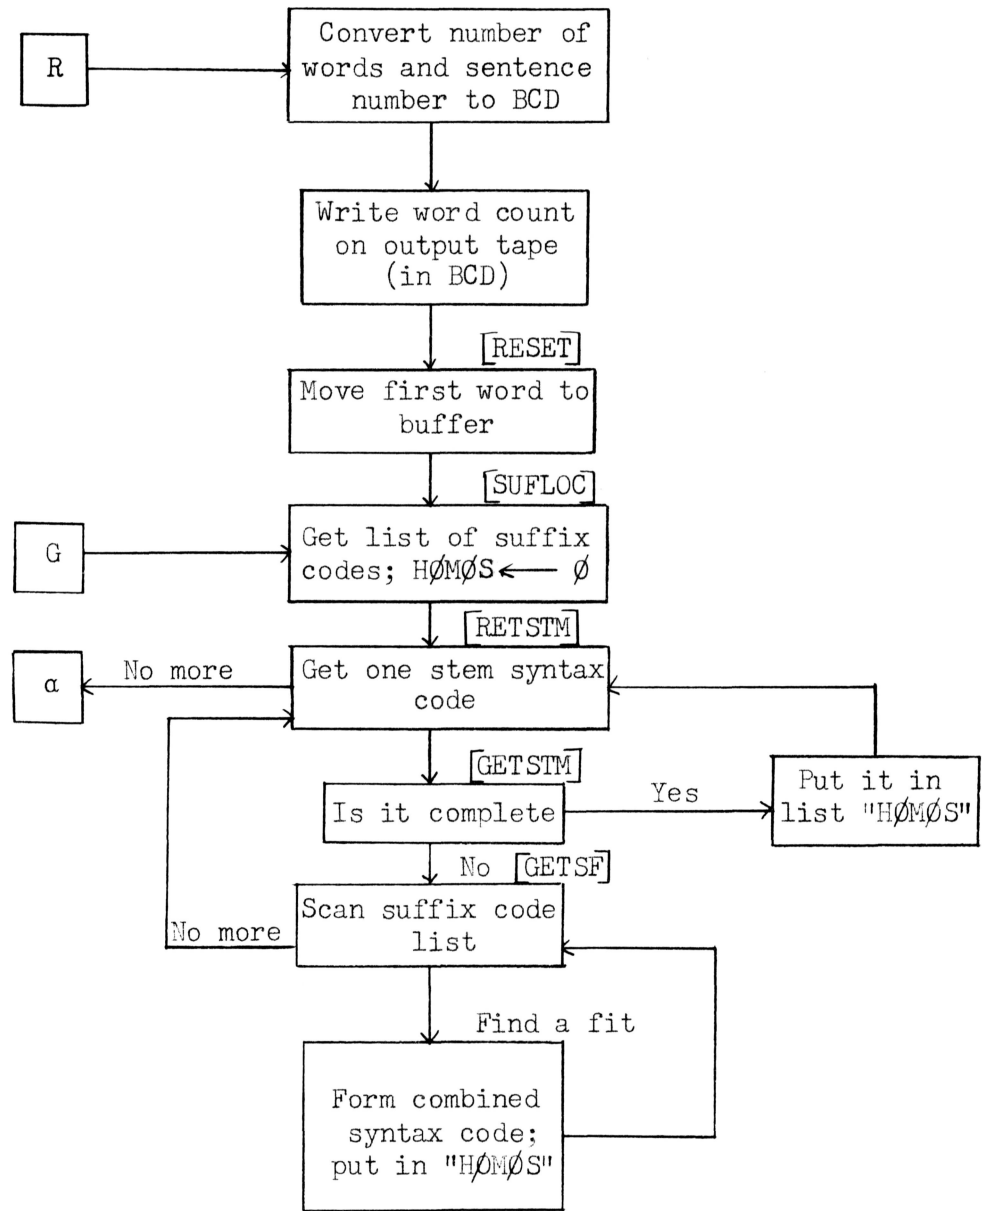 R
Convert number of
words and sentence
number to BCD
Write word count
on output tape
(in BCD)
[RESET]
Move first word to
buffer
[SUFLOC]
G
Get list of suffix
codes; HØMØS ← Ø
[RETSTM]
α
No more
Get one stem syntax
code
[GETSTM]
Is it complete
Yes
Put it in
list "HØMØS"
No [GETSF]
Scan suffix code
list
No more
Find a fit
Form combined
syntax code;
put in "HØMØS"